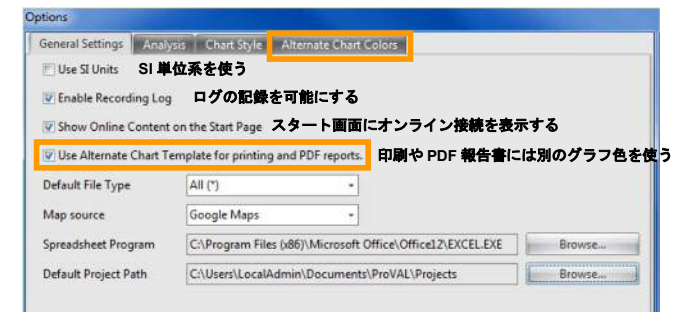 Options
General Settings Analysis Chart Style Alternate Chart Colors
Use SI Units SI 単位系を使う
Enable Recording Log ログの記録を可能にする
Show Online Content on the Start Page スタート画面にオンライン接続を表示する
Use Alternate Chart Template for printing and PDF reports. 印刷や PDF 報告書には別のグラフ色を使う
Default File Type All (*)
Map source Google Maps
Spreadsheet Program C:\Program Files (x86)\Microsoft Office\Office12\EXCEL.EXE Browse...
Default Project Path C:\Users\LocalAdmin\Documents\ProVAL\Projects Browse...